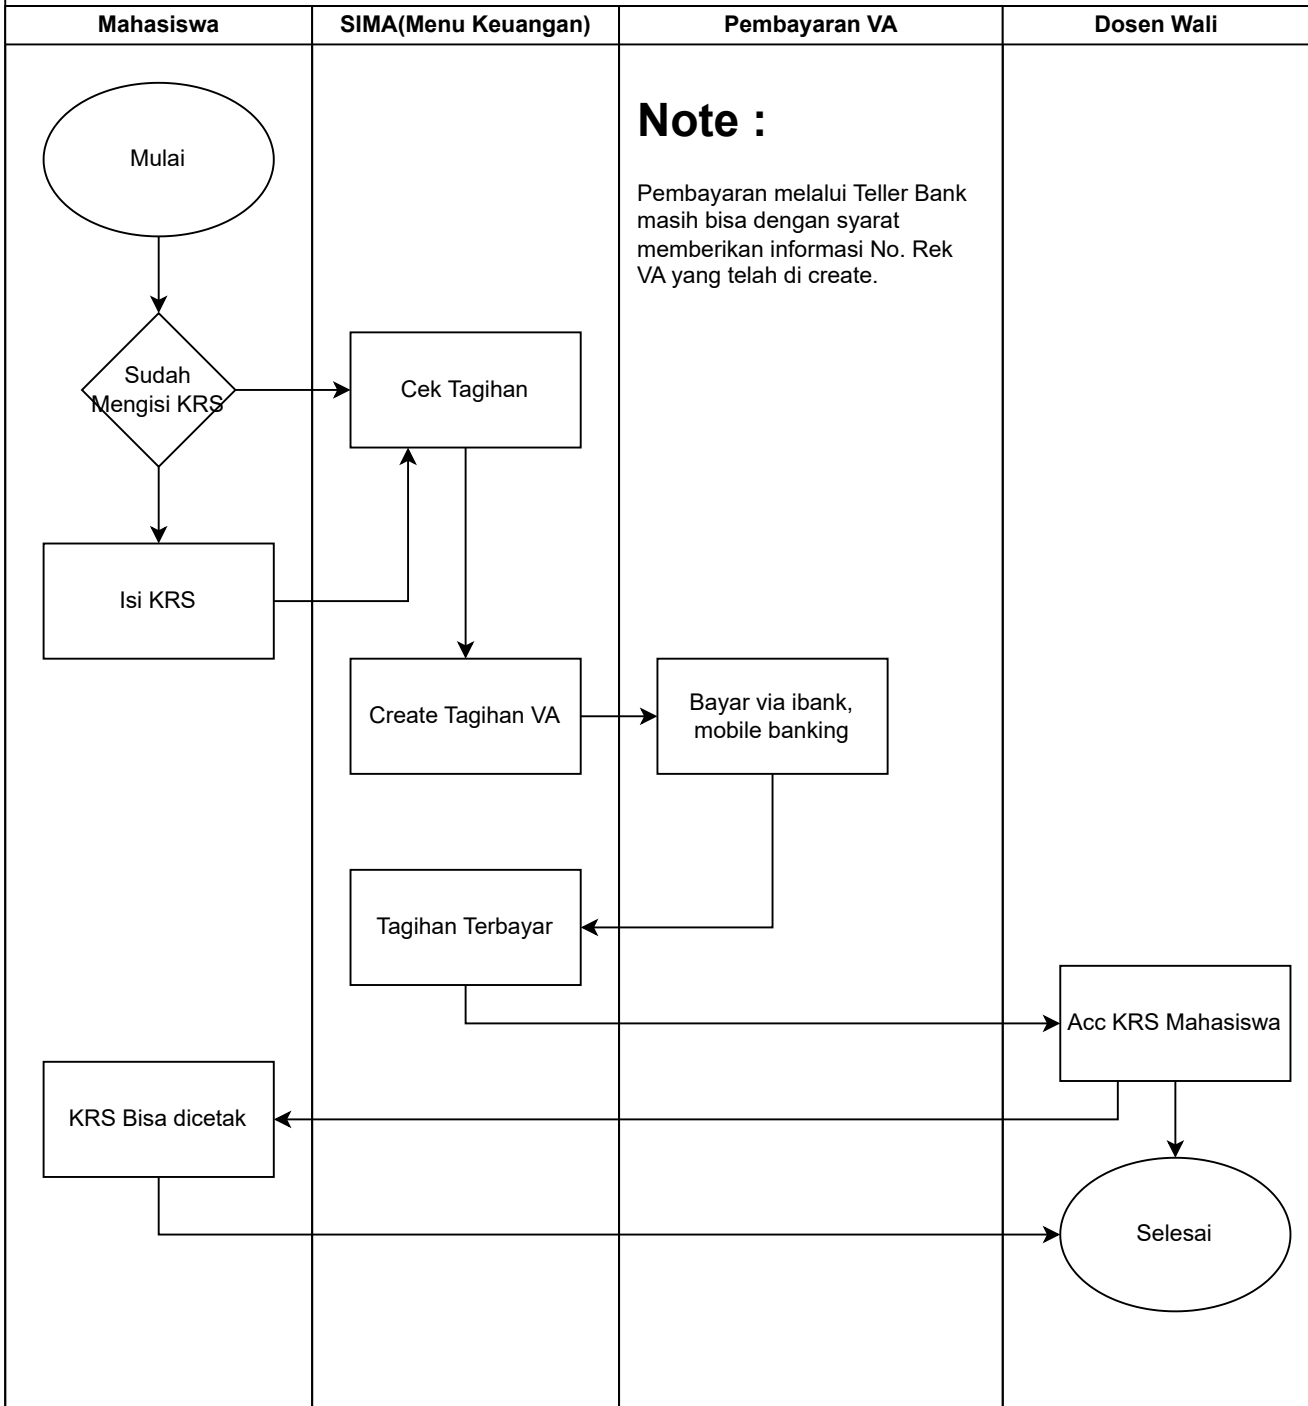 Mahasiswa
SIMA(Menu Keuangan)
Pembayaran VA
Dosen Wali
Mulai
Note :
Pembayaran melalui Teller Bank
masih bisa dengan syarat
memberikan informasi No. Rek
VA yang telah di create.
Sudah
Mengisi KRS
Cek Tagihan
Isi KRS
Create Tagihan VA
Bayar via ibank,
mobile banking
Tagihan Terbayar
Acc KRS Mahasiswa
KRS Bisa dicetak
Selesai